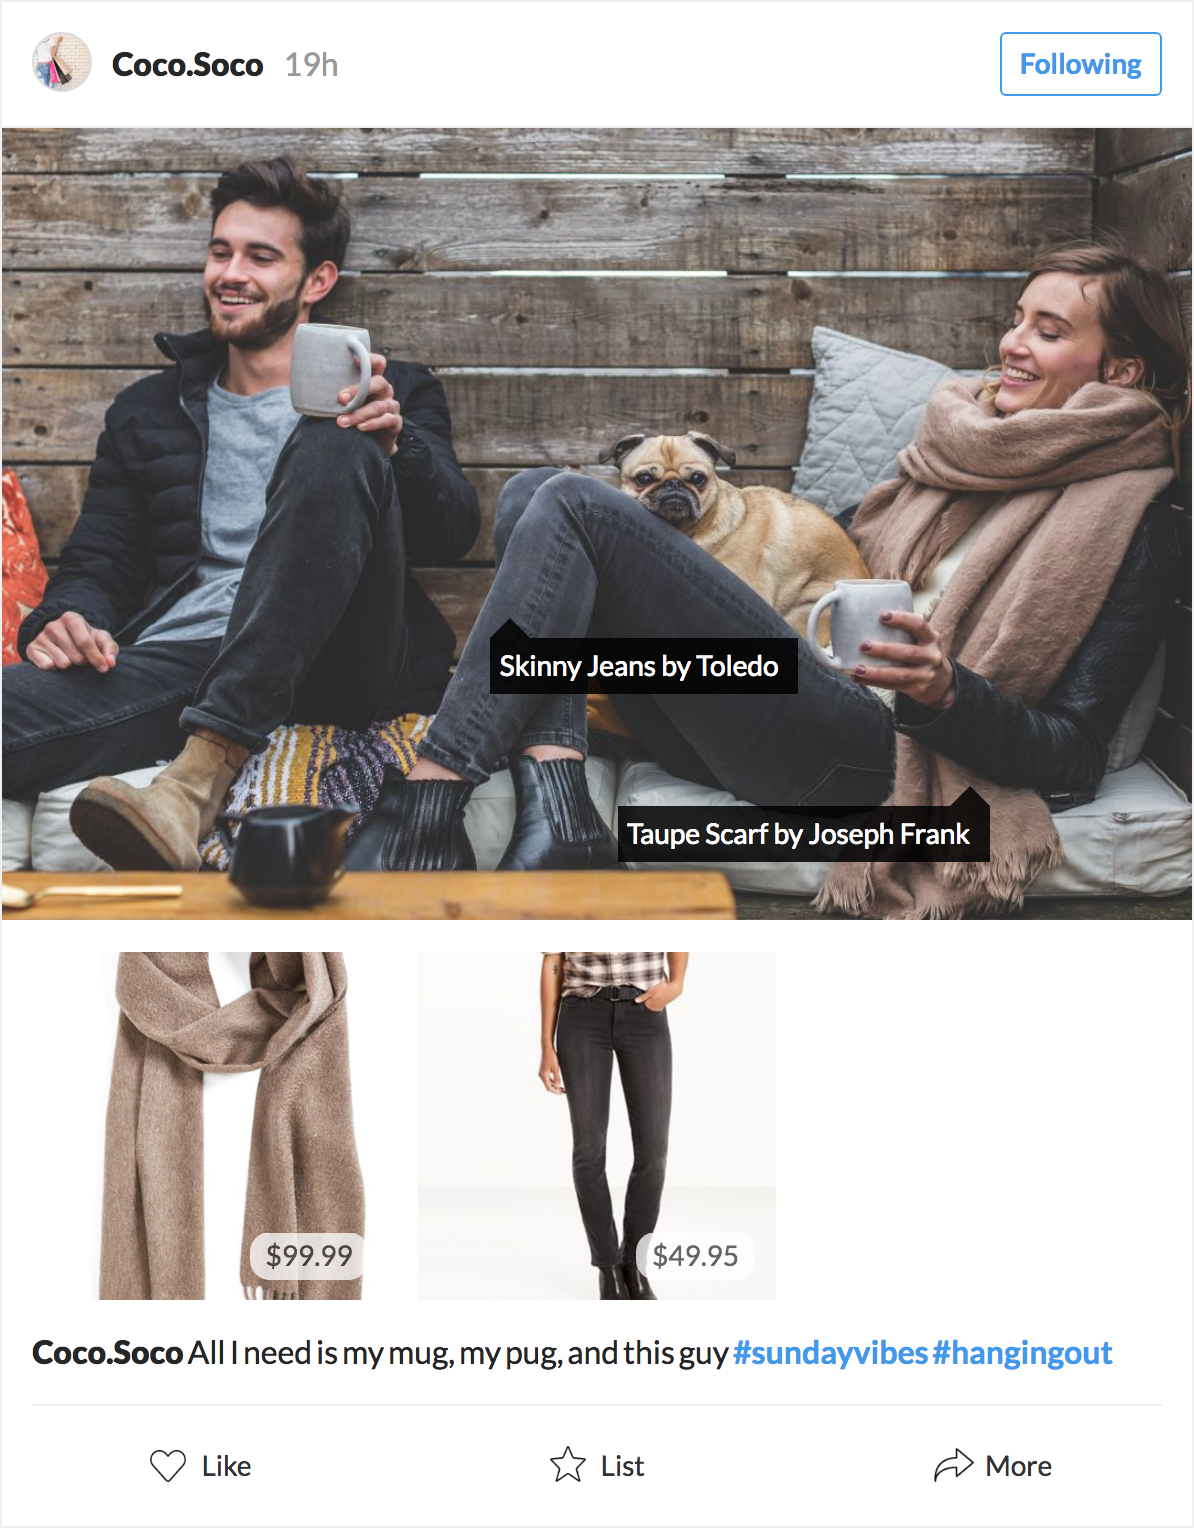 Coco.Soco 19h Following
Skinny Jeans by Toledo
Taupe Scarf by Joseph Frank
$99.99 $49.95
Coco.Soco All I need is my mug, my pug, and this guy #sundayvibes #hangingout
Like List More